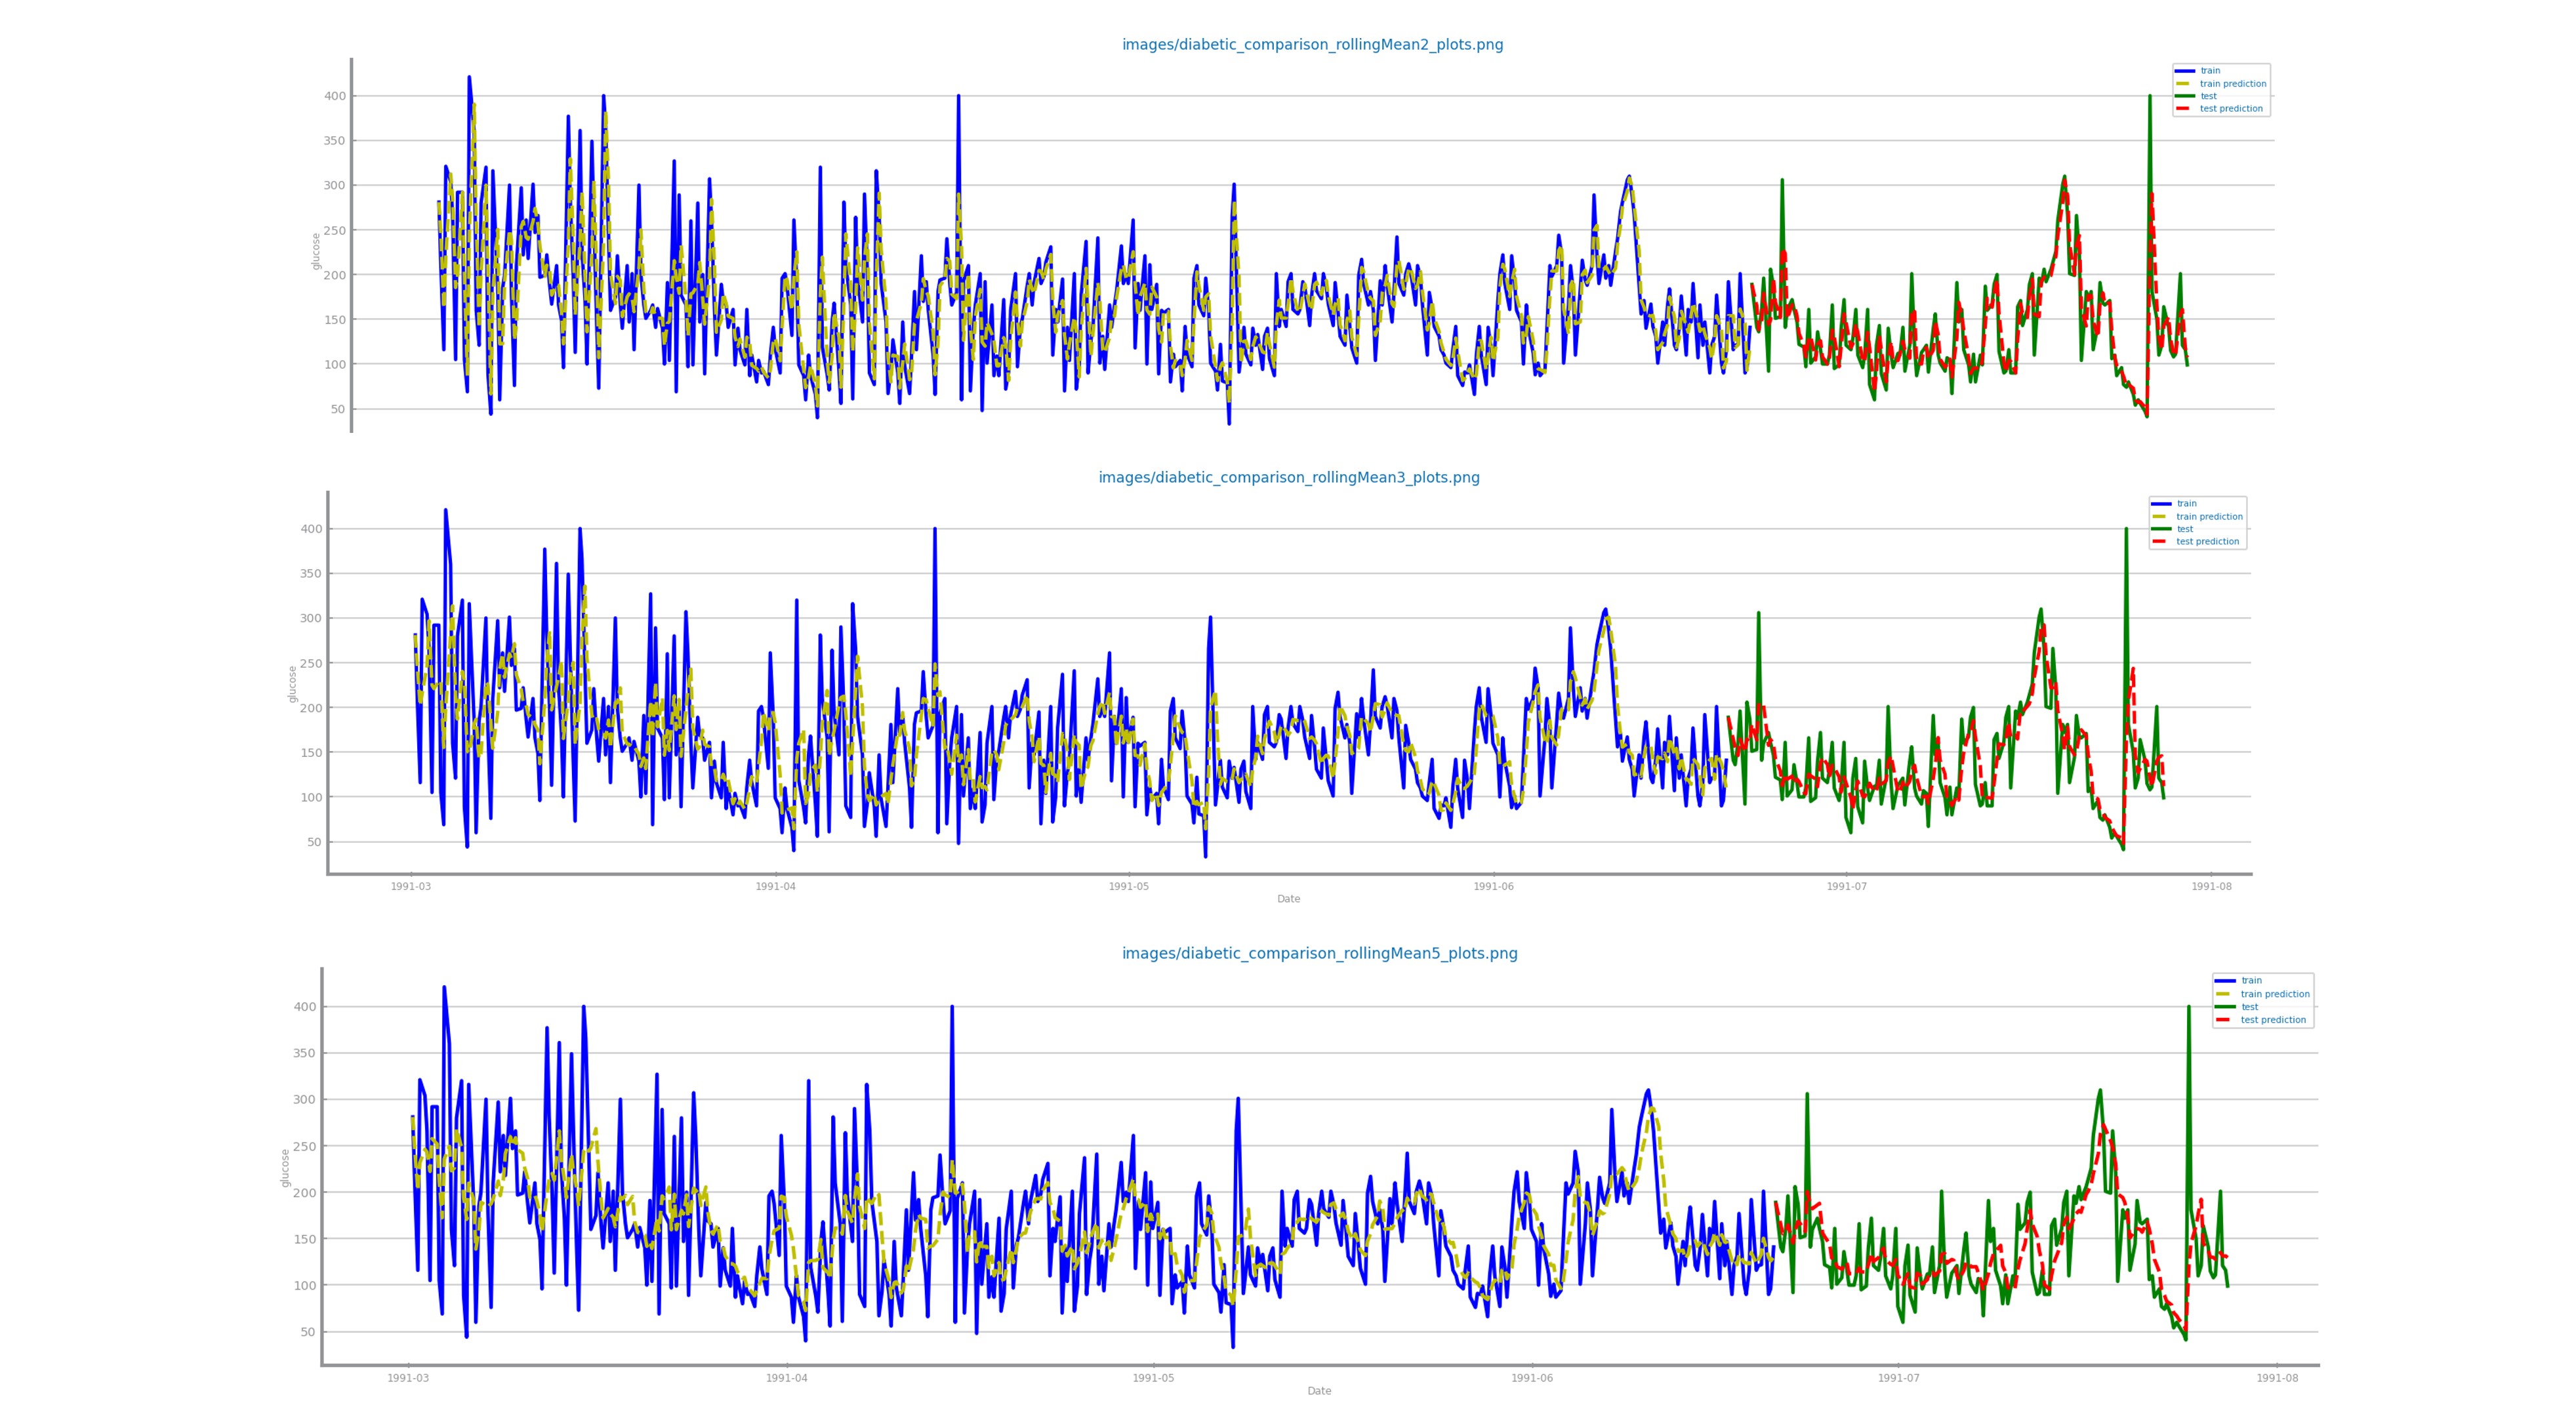 images/diabetic_comparison_rollingMean2_plots.png
train
train prediction
test
test prediction
400
350
300
250
200
150
100
50
glucose
images/diabetic_comparison_rollingMean3_plots.png
train
train prediction
test
test prediction
400
350
300
250
200
150
100
50
glucose
1991-03 1991-04 1991-05 1991-06 1991-07 1991-08
Date
images/diabetic_comparison_rollingMean5_plots.png
train
train prediction
test
test prediction
400
350
300
250
200
150
100
50
glucose
1991-03 1991-04 1991-05 1991-06 1991-07 1991-08
Date